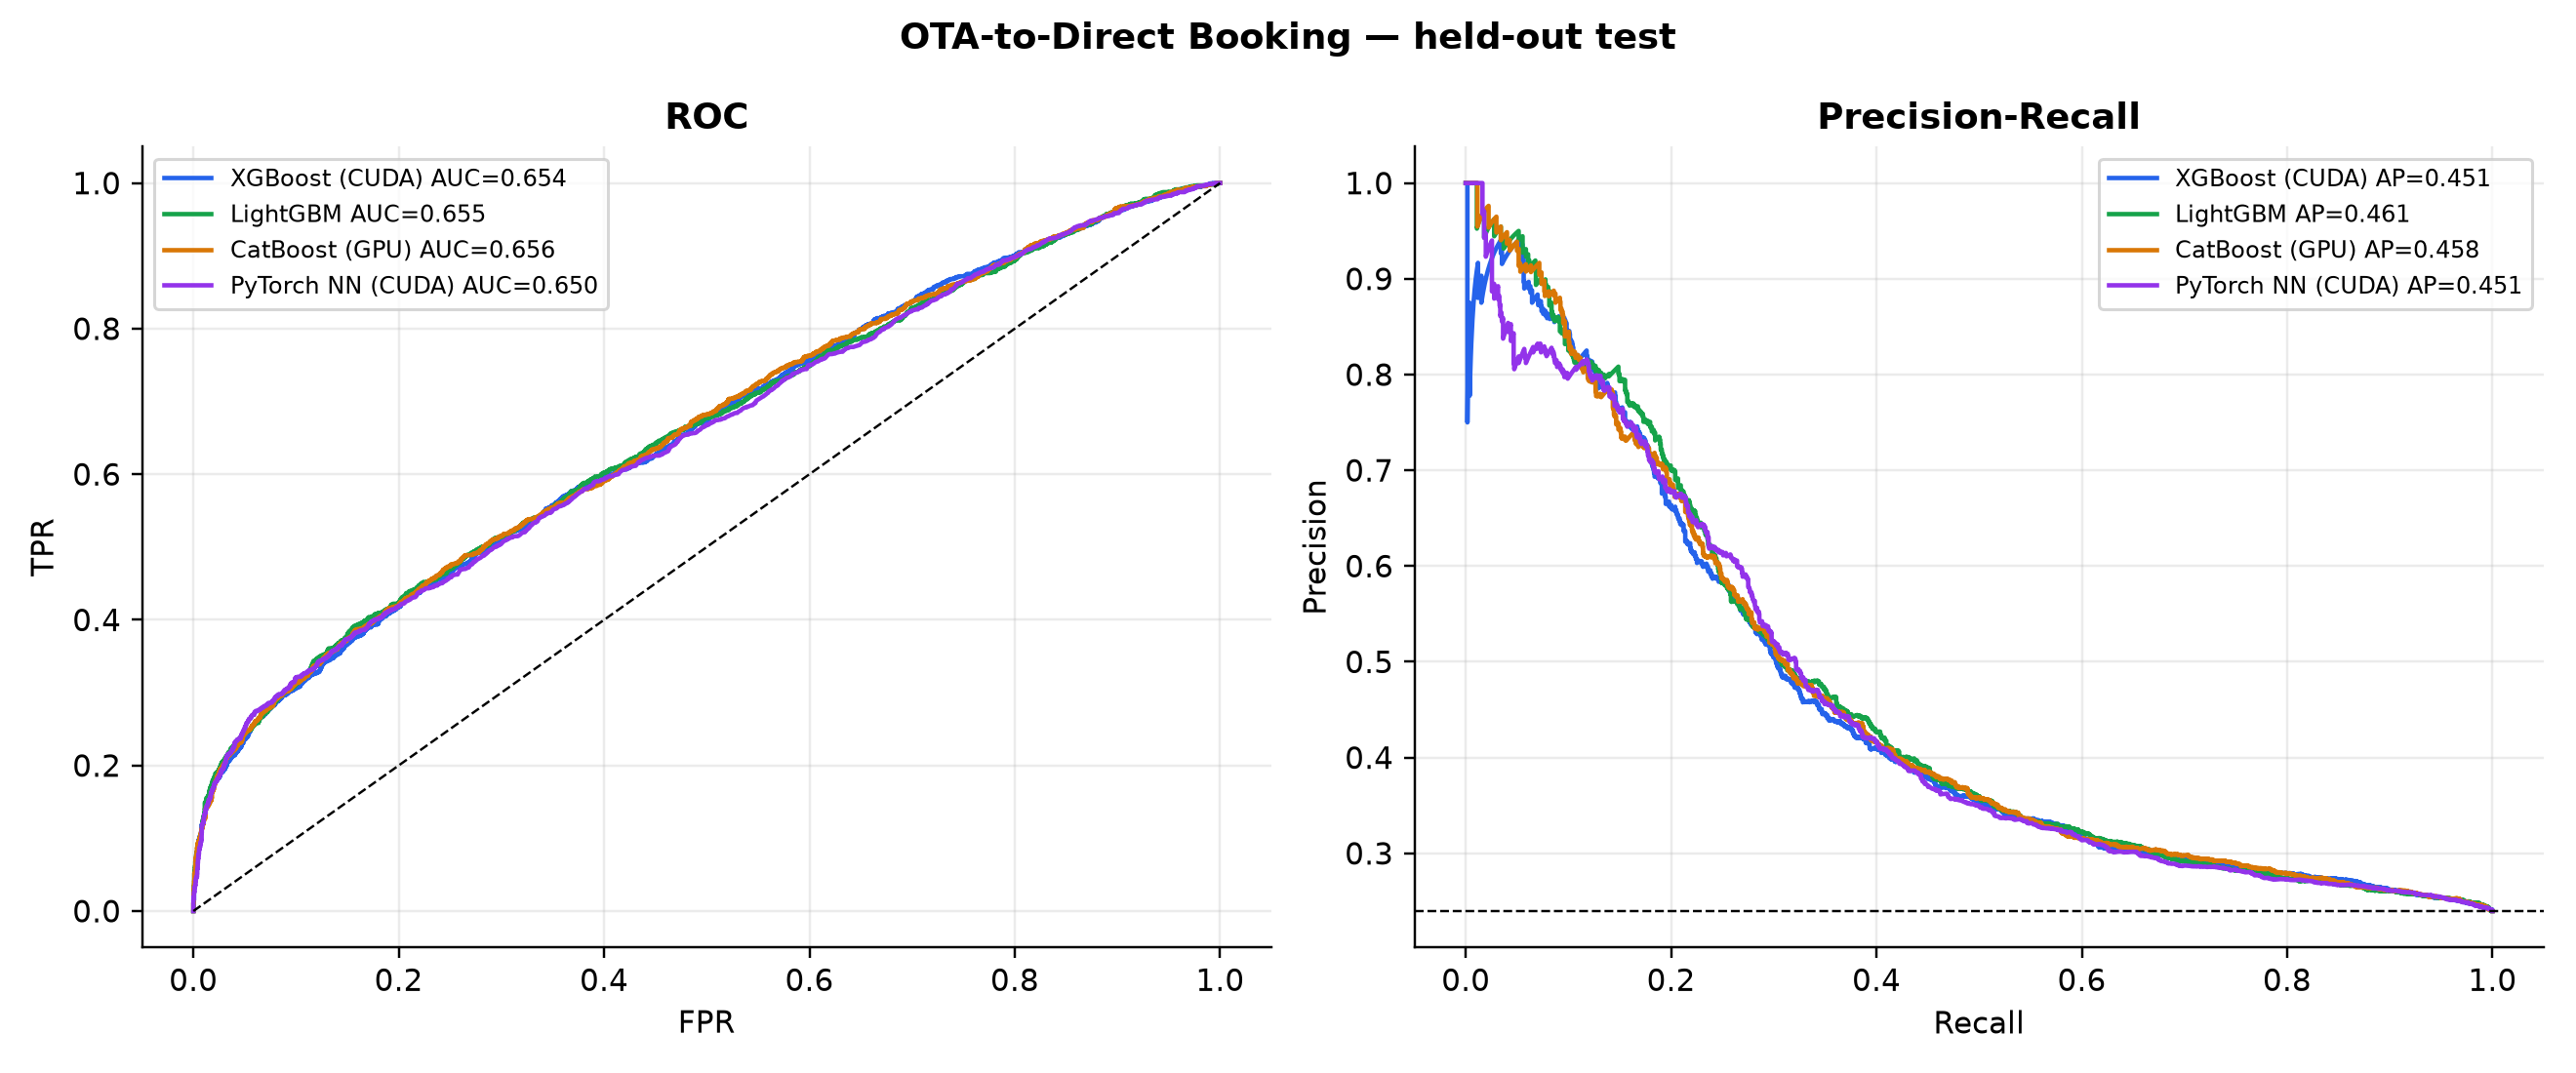 OTA-to-Direct Booking — held-out test
ROC
XGBoost (CUDA) AUC=0.654
LightGBM AUC=0.655
CatBoost (GPU) AUC=0.656
PyTorch NN (CUDA) AUC=0.650
1.0
0.8
0.6
0.4
0.2
0.0
TPR
0.0 0.2 0.4 0.6 0.8 1.0
FPR
Precision-Recall
XGBoost (CUDA) AP=0.451
LightGBM AP=0.461
CatBoost (GPU) AP=0.458
PyTorch NN (CUDA) AP=0.451
1.0
0.9
0.8
0.7
0.6
0.5
0.4
0.3
Precision
0.0 0.2 0.4 0.6 0.8 1.0
Recall